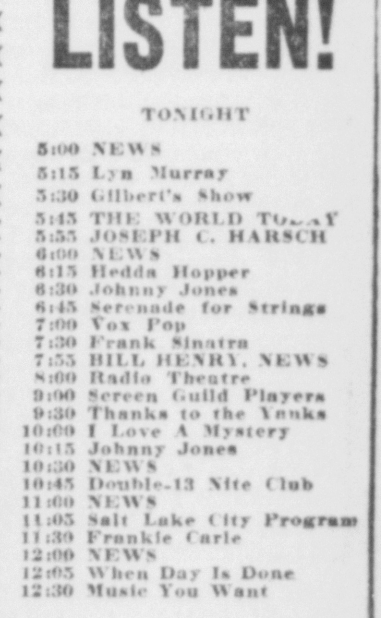 LISTEN!
TONIGHT
5:00 NEWS
5:15 Lyn Murray
5:30 Gilbert's Show
5:45 THE WORLD TODAY
5:55 JOSEPH C. HARSCH
6:00 NEWS
6:15 Hedda Hopper
6:30 Johnny Jones
6:45 Serenade for Strings
7:00 Vox Pop
7:30 Frank Sinatra
7:55 BILL HENRY, NEWS
8:00 Radio Theatre
9:00 Screen Guild Players
9:30 Thanks to the Yanks
10:00 I Love A Mystery
10:15 Johnny Jones
10:30 NEWS
10:45 Double-13 Nite Club
11:00 NEWS
11:05 Salt Lake City Program
11:30 Frankie Carle
12:00 NEWS
12:05 When Day Is Done
12:30 Music You Want